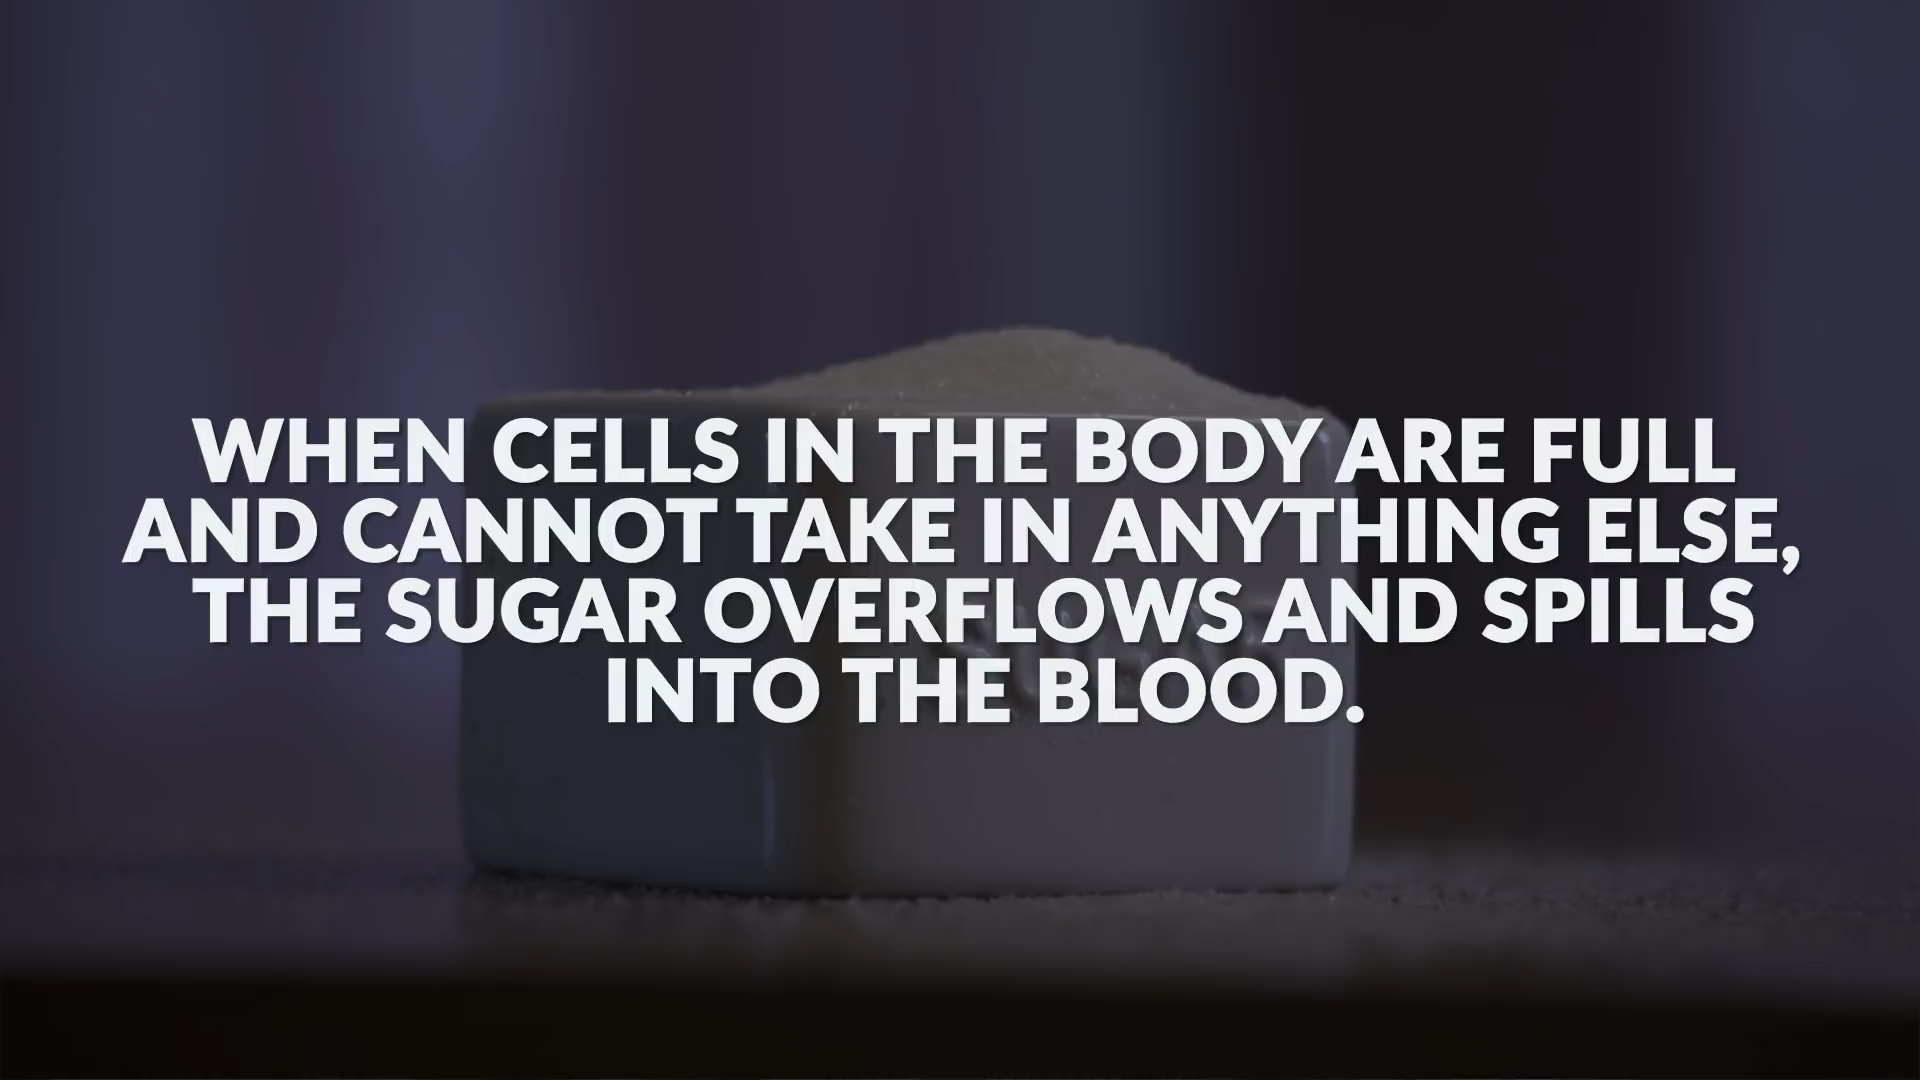 WHEN CELLS IN THE BODY ARE FULL
AND CANNOT TAKE IN ANYTHING ELSE,
THE SUGAR OVERFLOWS AND SPILLS
INTO THE BLOOD.